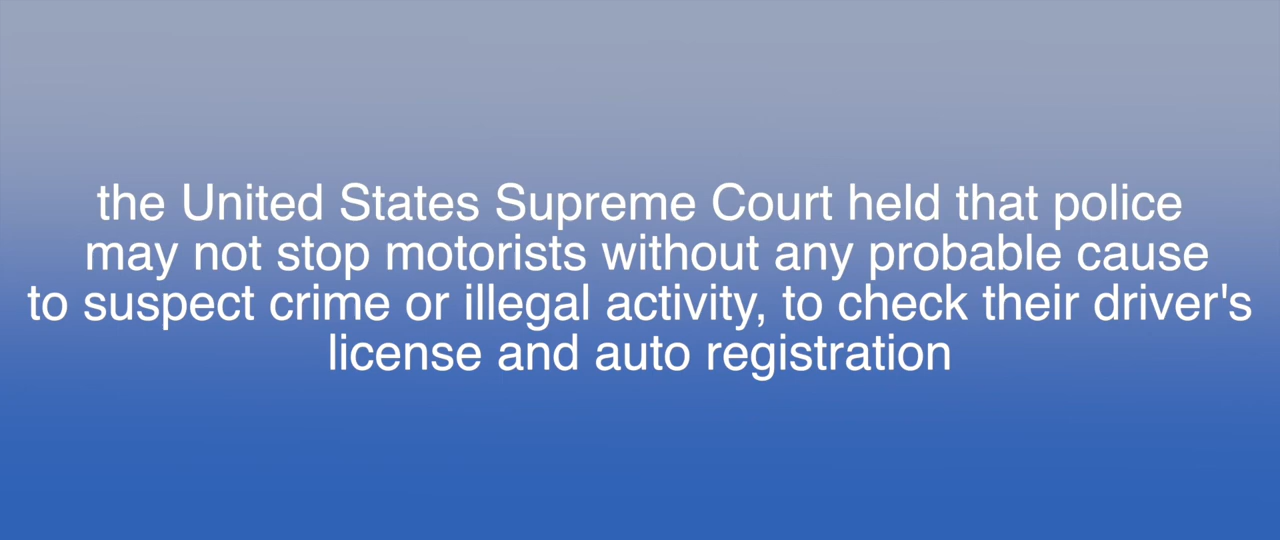 the United States Supreme Court held that police
may not stop motorists without any probable cause
to suspect crime or illegal activity, to check their driver's
license and auto registration